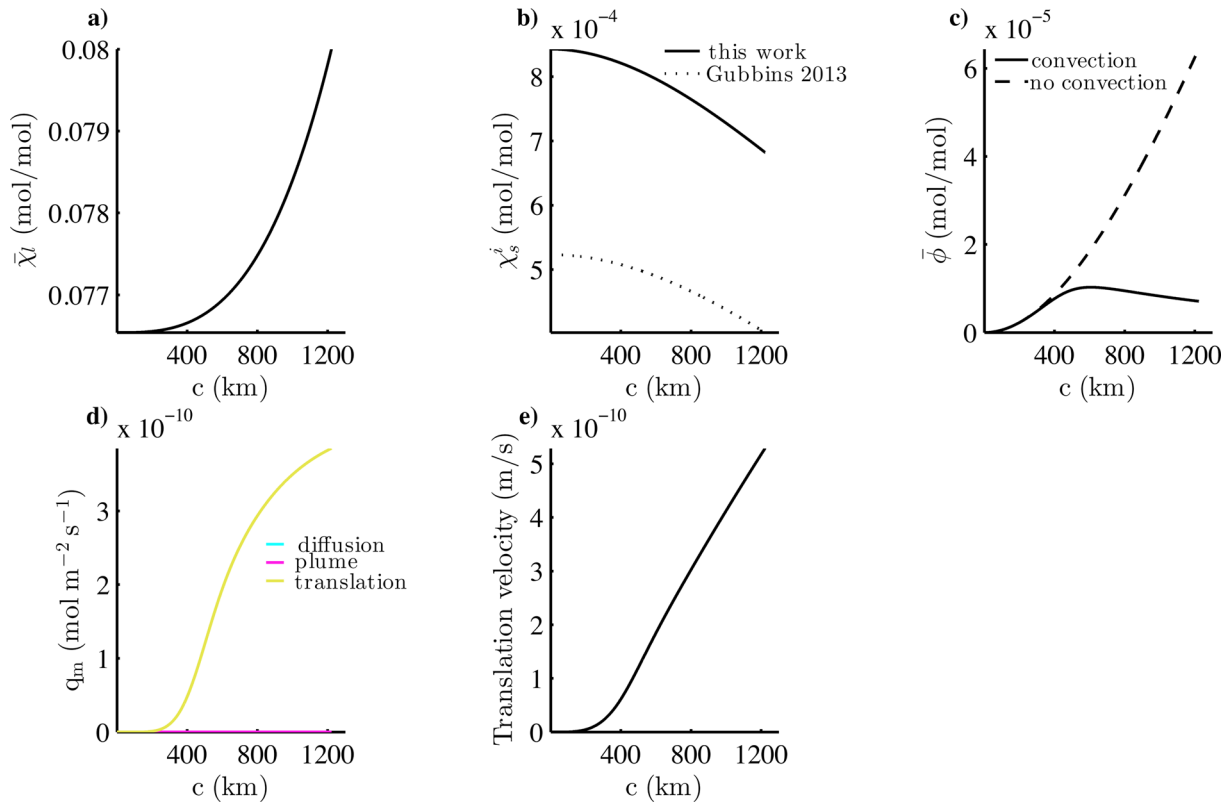 a)
0.08
0.079
0.078
0.077
χ̄ₗ (mol/mol)
400 800 1200
c (km)
b)
x 10⁻⁴
8
7
6
5
χₛⁱ (mol/mol)
this work
Gubbins 2013
400 800 1200
c (km)
c)
x 10⁻⁵
6
4
2
0
ϕ̄ (mol/mol)
convection
no convection
400 800 1200
c (km)
d)
x 10⁻¹⁰
3
2
1
0
qₘ (mol m⁻² s⁻¹)
diffusion
plume
translation
400 800 1200
c (km)
e)
x 10⁻¹⁰
5
4
3
2
1
0
Translation velocity (m/s)
400 800 1200
c (km)